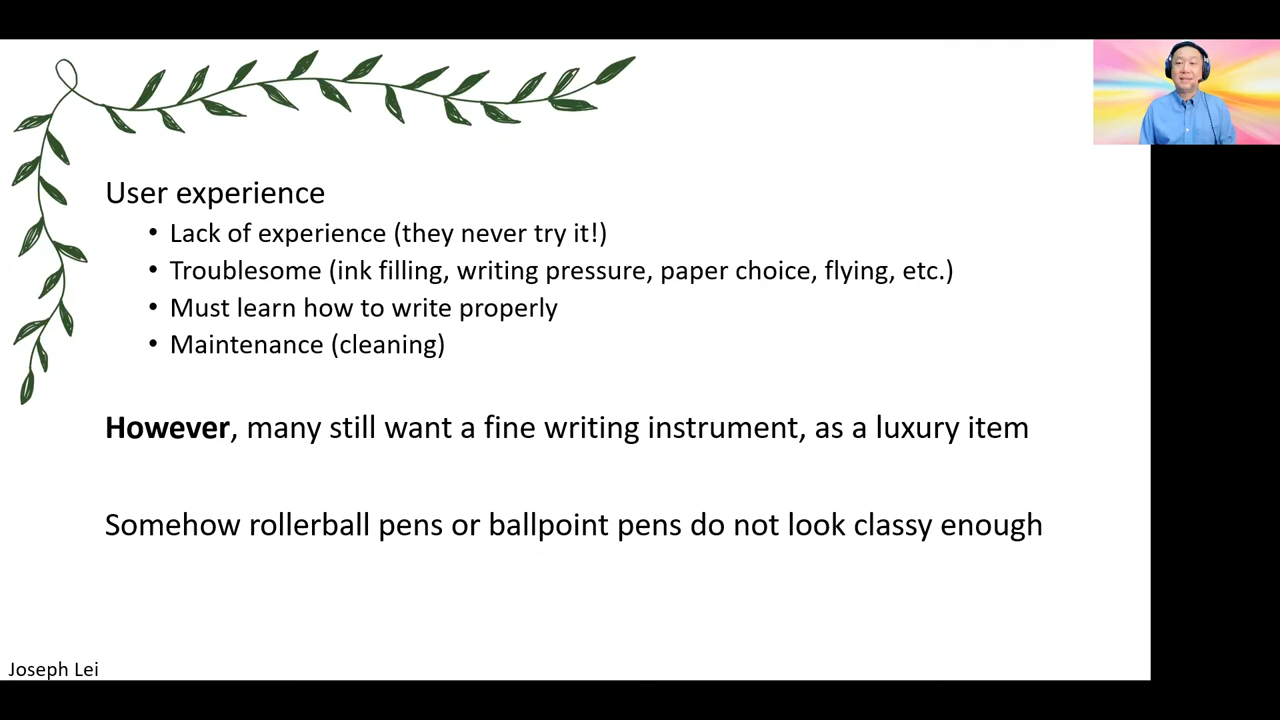 User experience
• Lack of experience (they never try it!)
• Troublesome (ink filling, writing pressure, paper choice, flying, etc.)
• Must learn how to write properly
• Maintenance (cleaning)
However, many still want a fine writing instrument, as a luxury item
Somehow rollerball pens or ballpoint pens do not look classy enough
Joseph Lei